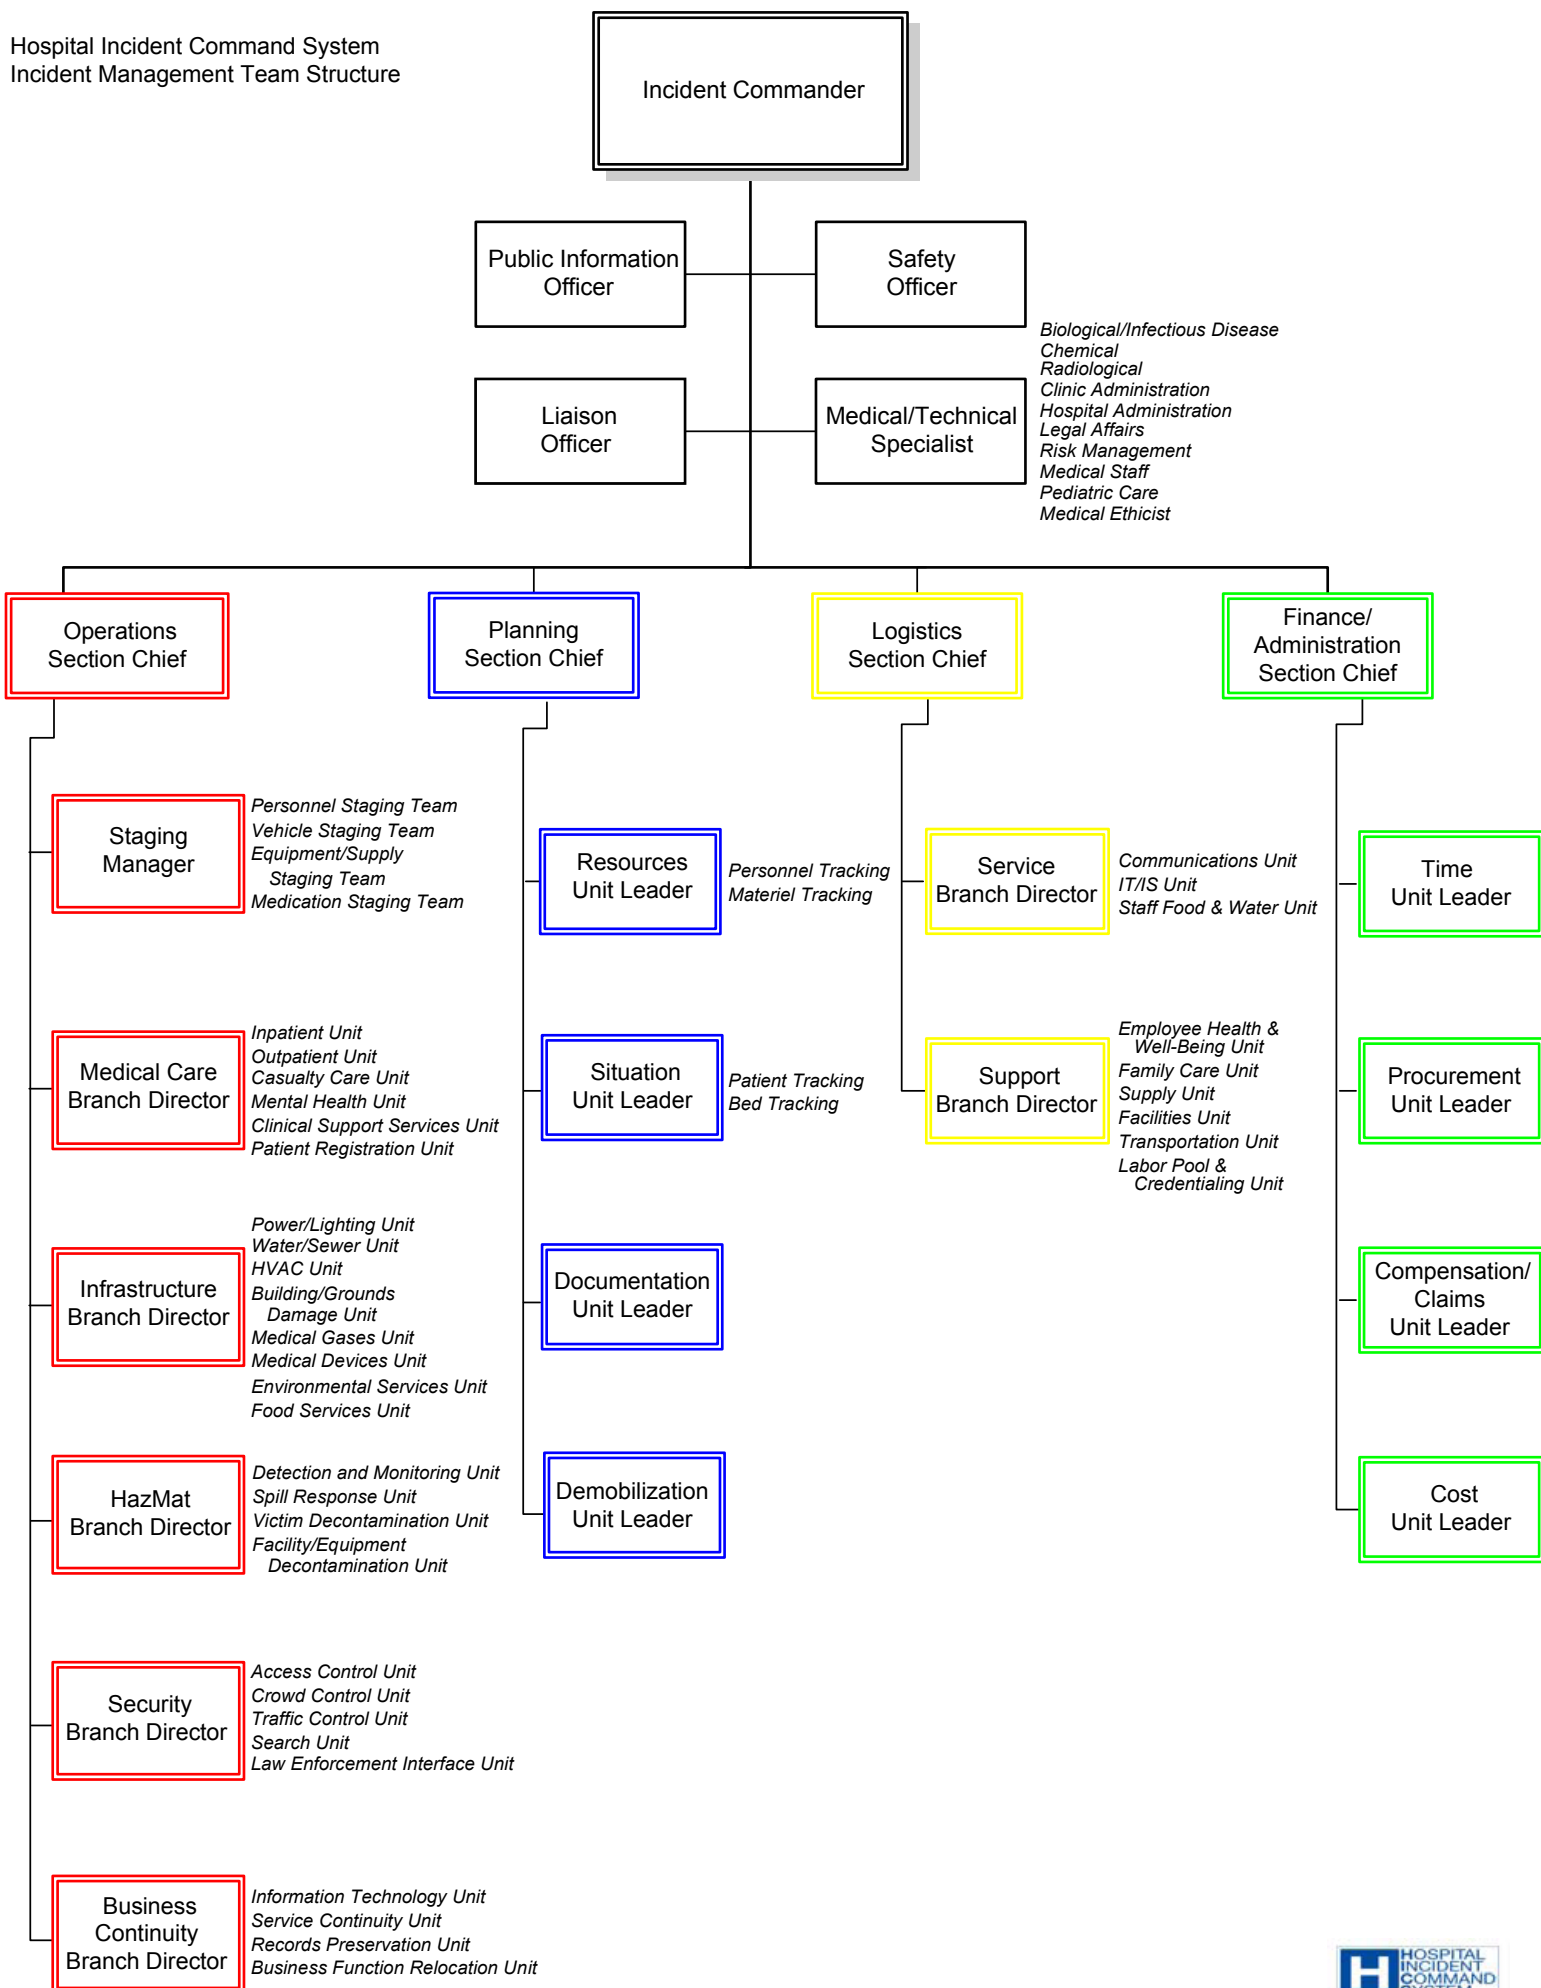 Hospital Incident Command System
Incident Management Team Structure
Incident Commander
Public Information
Officer
Safety
Officer
Liaison
Officer
Medical/Technical
Specialist
Biological/Infectious Disease
Chemical
Radiological
Clinic Administration
Hospital Administration
Legal Affairs
Risk Management
Medical Staff
Pediatric Care
Medical Ethicist
Operations
Section Chief
Planning
Section Chief
Logistics
Section Chief
Finance/
Administration
Section Chief
Staging
Manager
Personnel Staging Team
Vehicle Staging Team
Equipment/Supply
Staging Team
Medication Staging Team
Medical Care
Branch Director
Inpatient Unit
Outpatient Unit
Casualty Care Unit
Mental Health Unit
Clinical Support Services Unit
Patient Registration Unit
Infrastructure
Branch Director
Power/Lighting Unit
Water/Sewer Unit
HVAC Unit
Building/Grounds
Damage Unit
Medical Gases Unit
Medical Devices Unit
Environmental Services Unit
Food Services Unit
HazMat
Branch Director
Detection and Monitoring Unit
Spill Response Unit
Victim Decontamination Unit
Facility/Equipment
Decontamination Unit
Security
Branch Director
Access Control Unit
Crowd Control Unit
Traffic Control Unit
Search Unit
Law Enforcement Interface Unit
Business
Continuity
Branch Director
Information Technology Unit
Service Continuity Unit
Records Preservation Unit
Business Function Relocation Unit
Resources
Unit Leader
Personnel Tracking
Materiel Tracking
Situation
Unit Leader
Patient Tracking
Bed Tracking
Documentation
Unit Leader
Demobilization
Unit Leader
Service
Branch Director
Communications Unit
IT/IS Unit
Staff Food & Water Unit
Support
Branch Director
Employee Health &
Well-Being Unit
Family Care Unit
Supply Unit
Facilities Unit
Transportation Unit
Labor Pool &
Credentialing Unit
Time
Unit Leader
Procurement
Unit Leader
Compensation/
Claims
Unit Leader
Cost
Unit Leader
H
HOSPITAL
INCIDENT
COMMAND
SYSTEM